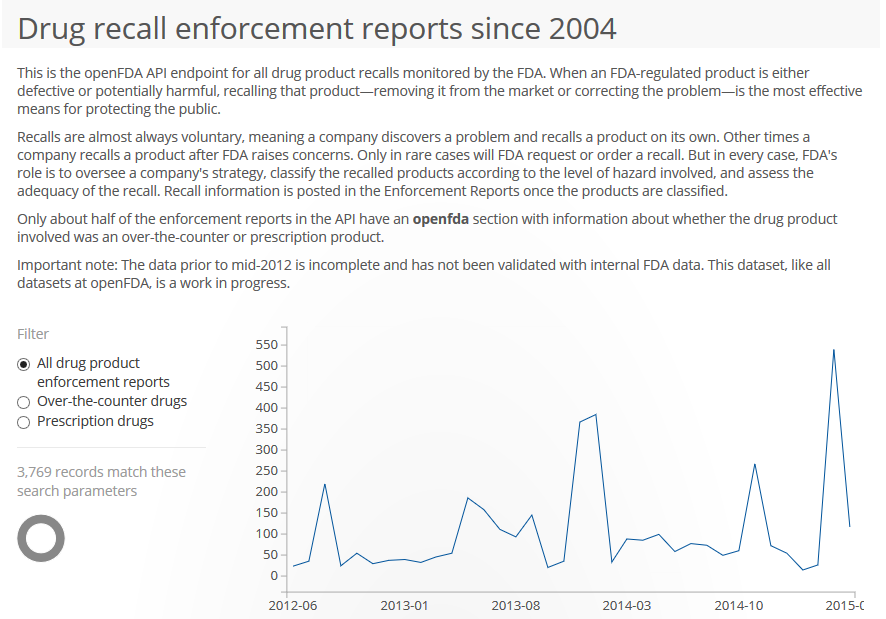 Drug recall enforcement reports since 2004
This is the openFDA API endpoint for all drug product recalls monitored by the FDA. When an FDA-regulated product is either
defective or potentially harmful, recalling that product—removing it from the market or correcting the problem—is the most effective
means for protecting the public.
Recalls are almost always voluntary, meaning a company discovers a problem and recalls a product on its own. Other times a
company recalls a product after FDA raises concerns. Only in rare cases will FDA request or order a recall. But in every case, FDA's
role is to oversee a company's strategy, classify the recalled products according to the level of hazard involved, and assess the
adequacy of the recall. Recall information is posted in the Enforcement Reports once the products are classified.
Only about half of the enforcement reports in the API have an openfda section with information about whether the drug product
involved was an over-the-counter or prescription product.
Important note: The data prior to mid-2012 is incomplete and has not been validated with internal FDA data. This dataset, like all
datasets at openFDA, is a work in progress.
Filter
All drug product
enforcement reports
Over-the-counter drugs
Prescription drugs
3,769 records match these
search parameters
550
500
450
400
350
300
250
200
150
100
50
0
2012-06 2013-01 2013-08 2014-03 2014-10 2015-0